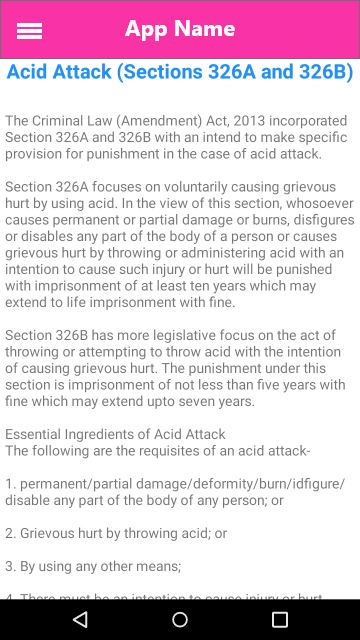 App Name
Acid Attack (Sections 326A and 326B)
The Criminal Law (Amendment) Act, 2013 incorporated
Section 326A and 326B with an intend to make specific
provision for punishment in the case of acid attack.
Section 326A focuses on voluntarily causing grievous
hurt by using acid. In the view of this section, whosoever
causes permanent or partial damage or burns, disfigures
or disables any part of the body of a person or causes
grievous hurt by throwing or administering acid with an
intention to cause such injury or hurt will be punished
with imprisonment of at least ten years which may
extend to life imprisonment with fine.
Section 326B has more legislative focus on the act of
throwing or attempting to throw acid with the intention
of causing grievous hurt. The punishment under this
section is imprisonment of not less than five years with
fine which may extend upto seven years.
Essential Ingredients of Acid Attack
The following are the requisites of an acid attack-
1. permanent/partial damage/deformity/burn/idfigure/
disable any part of the body of any person; or
2. Grievous hurt by throwing acid; or
3. By using any other means;
4. There must be an intention to cause injury or hurt